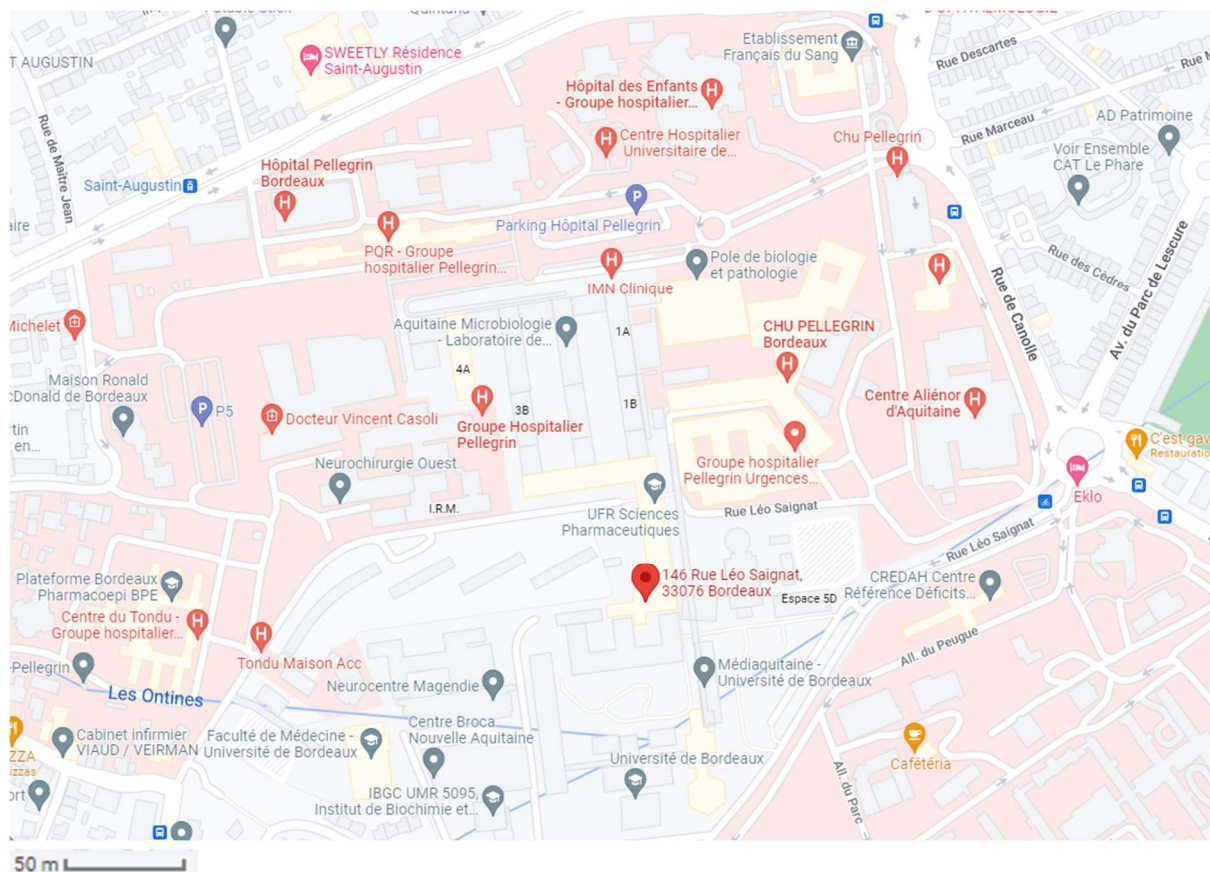 T AUGUSTIN
SWEETLY Résidence
Saint-Augustin
Quintana
Etablissement
Français du Sang
Rue Descartes
Rue de Maître Jean
Hôpital des Enfants
- Groupe hospitalier...
Centre Hospitalier
Universitaire de...
Chu Pellegrin
Rue Marceau
AD Patrimoine
Voir Ensemble
CAT Le Phare
Hôpital Pellegrin
Bordeaux
Saint-Augustin
P
Parking Hôpital Pellegrin
PQR - Groupe
hospitalier Pellegrin...
IMN Clinique
Pole de biologie
et pathologie
Rue des Cèdres
Rue de Canolle
Av. du Parc de Lescure
Michelet
Aquitaine Microbiologie
- Laboratoire de...
1A
CHU PELLEGRIN
Bordeaux
4A
Maison Ronald
cDonald de Bordeaux
P
P5
Docteur Vincent Casoli
3B
1B
Groupe Hospitalier
Pellegrin
Centre Aliénor
d'Aquitaine
tin
en...
C'est gav
Restauratio
Neurochirurgie Ouest
Groupe hospitalier
Pellegrin Urgences...
Eklo
I.R.M.
UFR Sciences
Pharmaceutiques
Rue Léo Saignat
Rue Léo Saignat
Plateforme Bordeaux
Pharmacoepi BPE
146 Rue Léo Saignat,
33076 Bordeaux
Espace 5D
CREDAH Centre
Référence Déficits...
Centre du Tondu -
Groupe hospitalier...
Tondu Maison Acc
All. du Peugue
-Pellegrin
Les Ontines
Neurocentre Magendie
Médiaquitaine -
Université de Bordeaux
Cabinet infirmier
VIAUD / VEIRMAN
Faculté de Médecine -
Université de Bordeaux
Centre Broca
Nouvelle Aquitaine
Université de Bordeaux
Cafétéria
ZZA
izzas
ort
IBGC UMR 5095,
Institut de Biochimie et...
All. du Parc
50 m